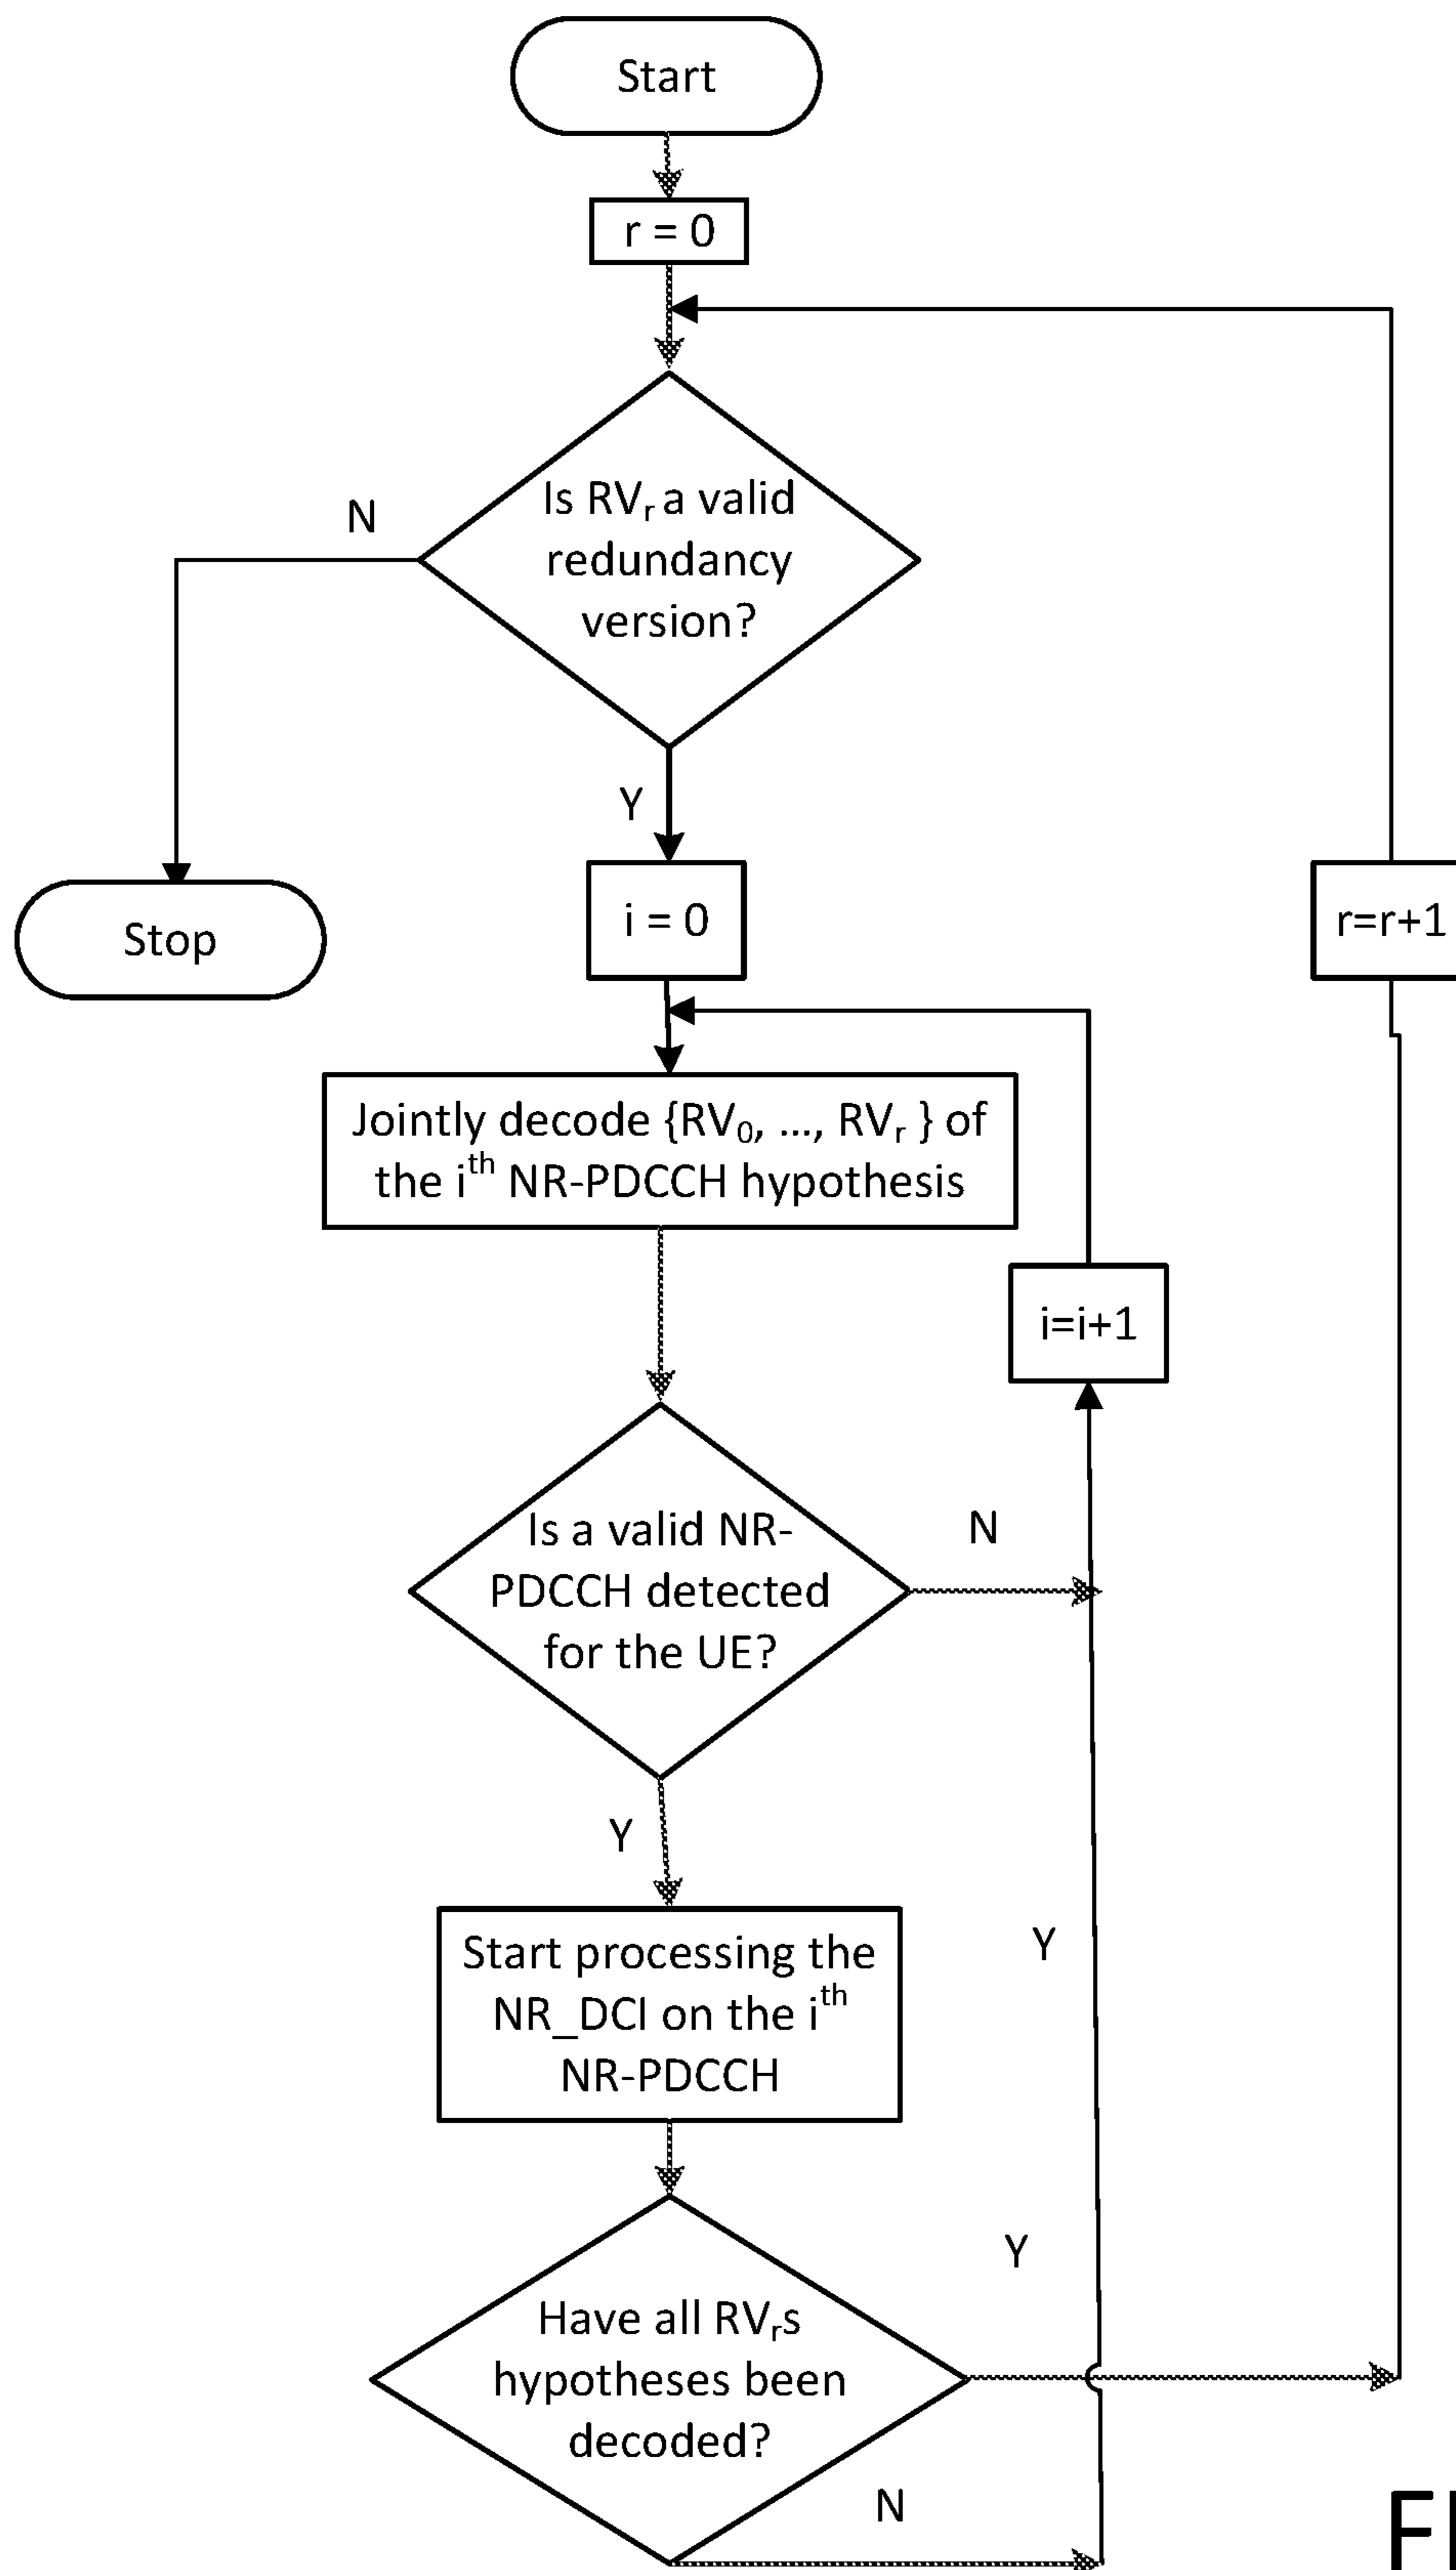 Start
r = 0
Is RVr a valid
redundancy
version?
N
Y
Stop
i = 0
r=r+1
Jointly decode {RV0, ..., RVr } of
the ith NR-PDCCH hypothesis
i=i+1
Is a valid NR-
PDCCH detected
for the UE?
N
Y
Start processing the
NR_DCI on the ith
NR-PDCCH
Y
Y
Have all RVrs
hypotheses been
decoded?
N